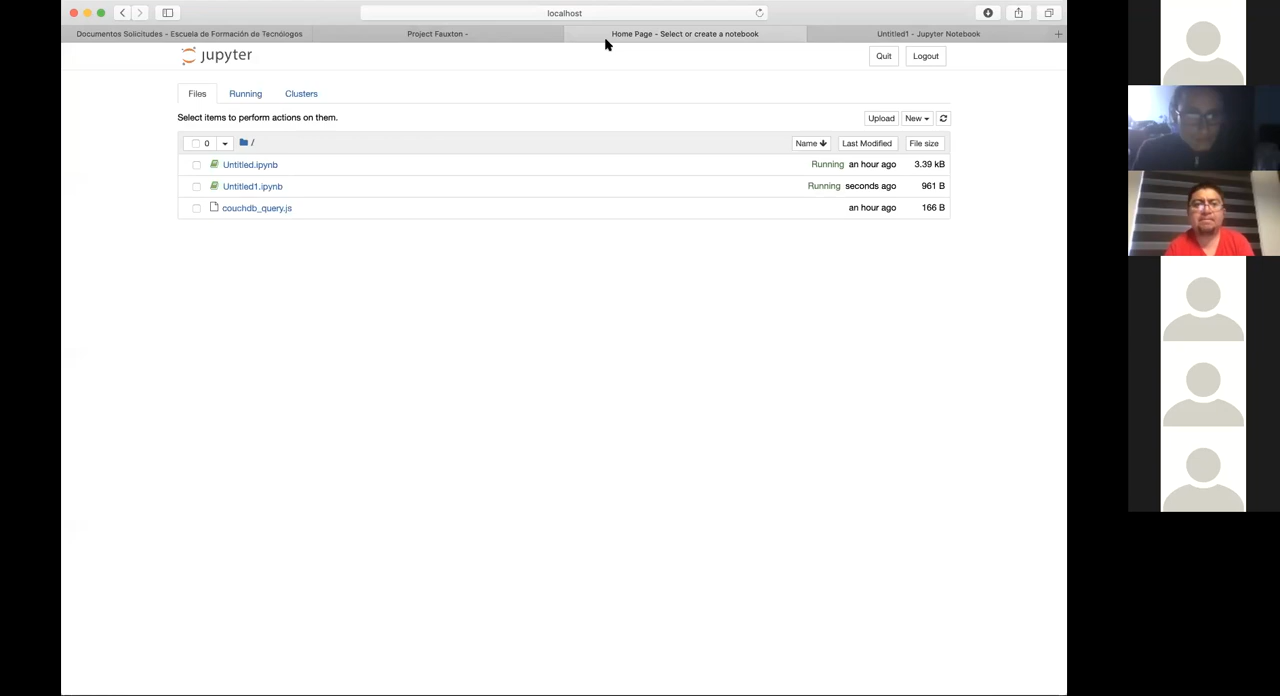 localhost
Documentos Solicitudes - Escuela de Formación de Tecnólogos
Project Fauxton -
Home Page - Select or create a notebook
Untitled1 - Jupyter Notebook
jupyter
Quit
Logout
Files
Running
Clusters
Select items to perform actions on them.
Upload
New
0
/
Name
Last Modified
File size
Untitled.ipynb
Running
an hour ago
3.39 kB
Untitled1.ipynb
Running
seconds ago
961 B
couchdb_query.js
an hour ago
166 B